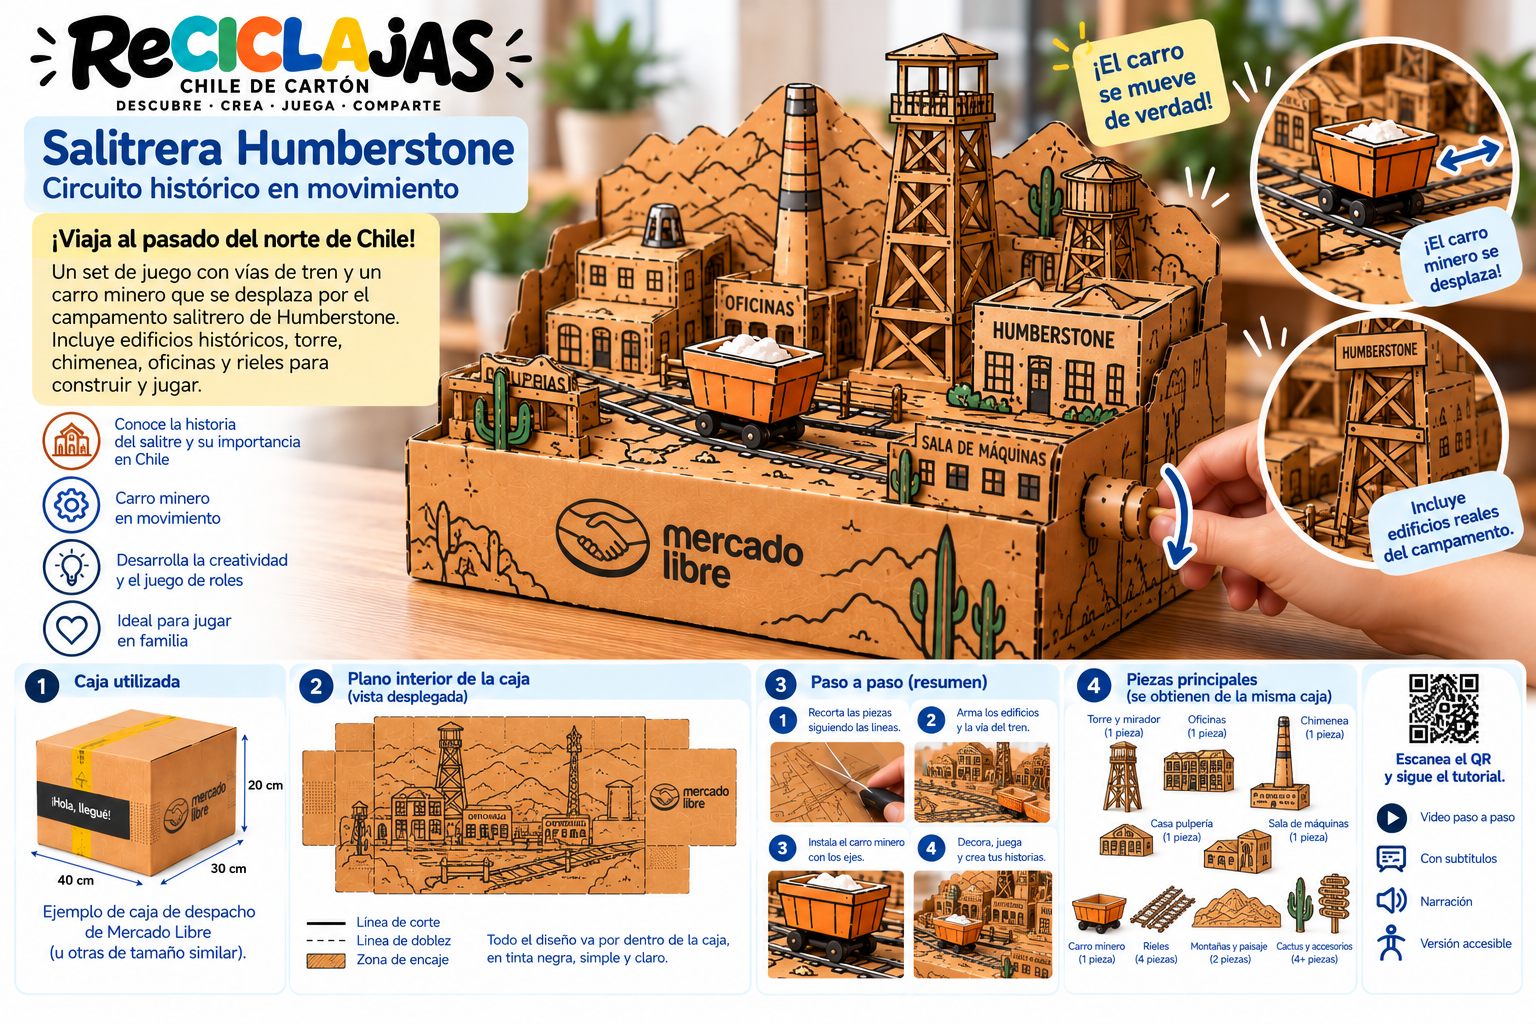 ReCICLAjAS
CHILE DE CARTÓN
DESCUBRE · CREA · JUEGA · COMPARTE
Salitrera Humberstone
Circuito histórico en movimiento
¡Viaja al pasado del norte de Chile!
Un set de juego con vías de tren y un
carro minero que se desplaza por el
campamento salitrero de Humberstone.
Incluye edificios históricos, torre,
chimenea, oficinas y rieles para
construir y jugar.
Conoce la historia
del salitre y su importancia
en Chile
Carro minero
en movimiento
Desarrolla la creatividad
y el juego de roles
Ideal para jugar
en familia
¡El carro
se mueve
de verdad!
¡El carro
minero se
desplaza!
HUMBERSTONE
Incluye
edificios reales
del campamento.
OFICINAS
HUMBERSTONE
SALA DE MÁQUINAS
mercado
libre
1 Caja utilizada
¡Hola, llegué!
mercado
libre
20 cm
30 cm
40 cm
Ejemplo de caja de despacho
de Mercado Libre
(u otras de tamaño similar).
2 Plano interior de la caja
(vista desplegada)
mercado
libre
Línea de corte
Linea de doblez
Zona de encaje
Todo el diseño va por dentro de la caja,
en tinta negra, simple y claro.
3 Paso a paso (resumen)
1 Recorta las piezas
siguiendo las lineas.
2 Arma los edificios
y la vía del tren.
3 Instala el carro minero
con los ejes.
4 Decora, juega
y crea tus historias.
4 Piezas principales
(se obtienen de la misma caja)
Torre y mirador
(1 pieza)
Oficinas
(1 pieza)
Chimenea
(1 pieza)
Casa pulpería
(1 pieza)
Sala de máquinas
(1 pieza)
Carro minero
(1 pieza)
Rieles
(4 piezas)
Montañas y paisaje
(2 piezas)
Cactus y accesorios
(4+ piezas)
Escanea el QR
y sigue el tutorial.
Video paso a paso
Con subtítulos
Narración
Versión accesible